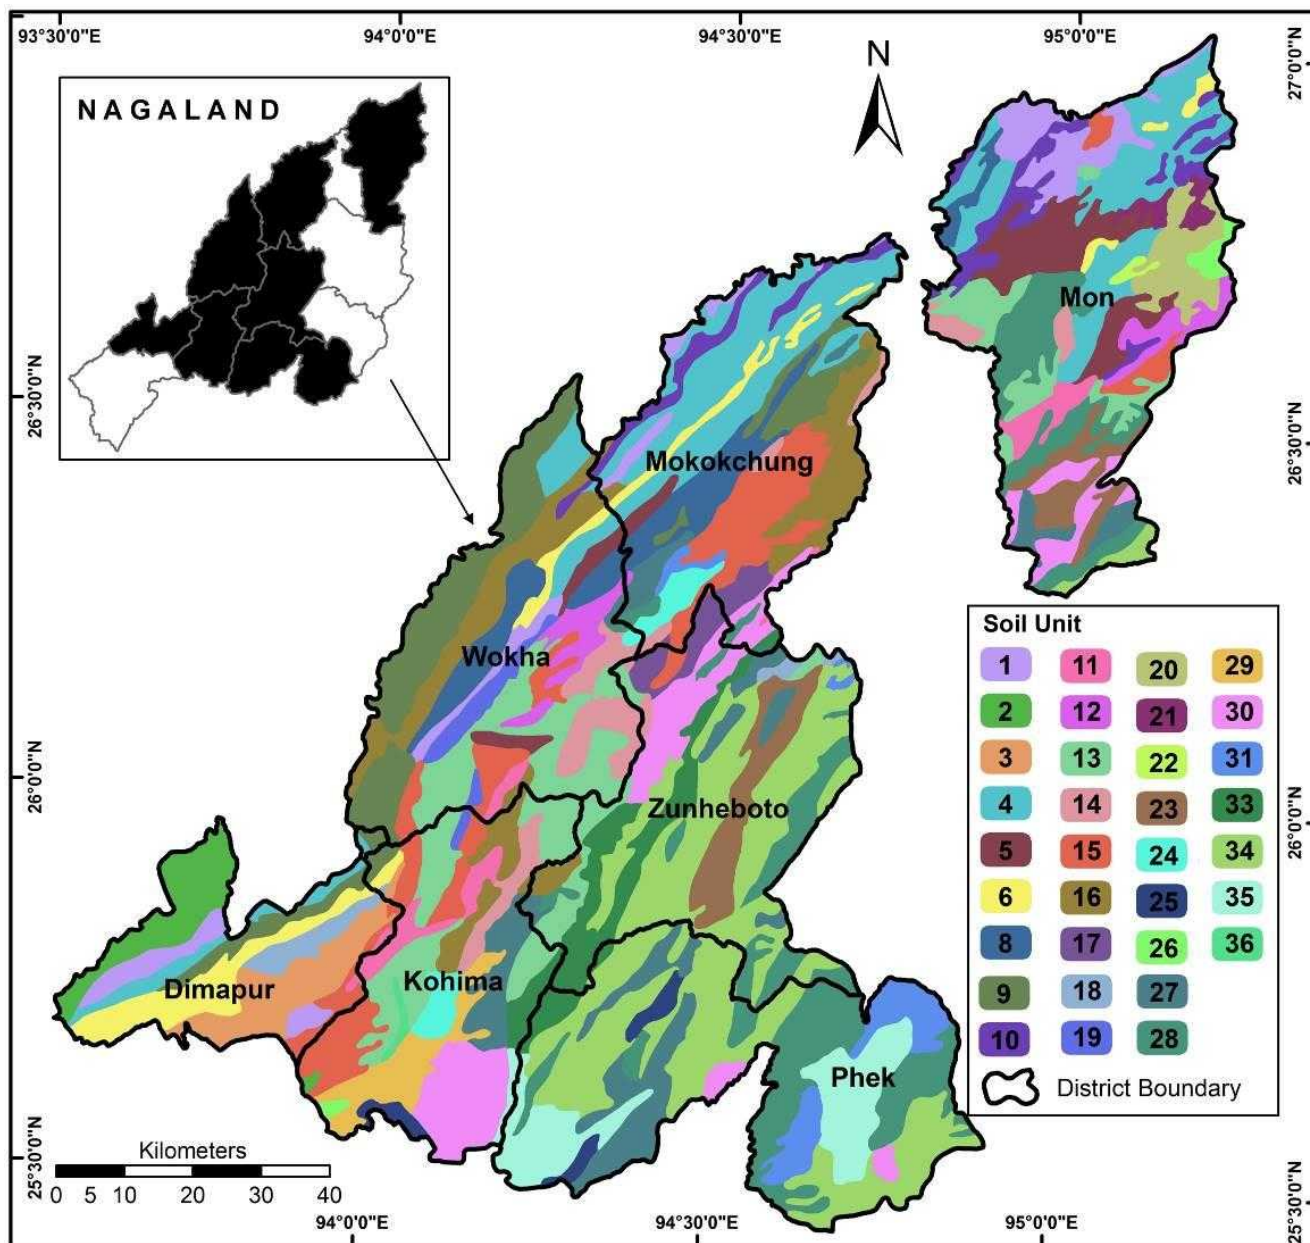 93°30'0"E
94°0'0"E
94°30'0"E
95°0'0"E
27°0'0"N
26°30'0"N
26°0'0"N
25°30'0"N
26°30'0"N
26°0'0"N
25°30'0"N
NAGALAND
N
Mon
Mokokchung
Wokha
Zunheboto
Dimapur
Kohima
Phek
Soil Unit
1 11 20 29
2 12 21 30
3 13 22 31
4 14 23 33
5 15 24 34
6 16 25 35
8 17 26 36
9 18 27
10 19 28
District Boundary
Kilometers
0 5 10 20 30 40
94°0'0"E
94°30'0"E
95°0'0"E